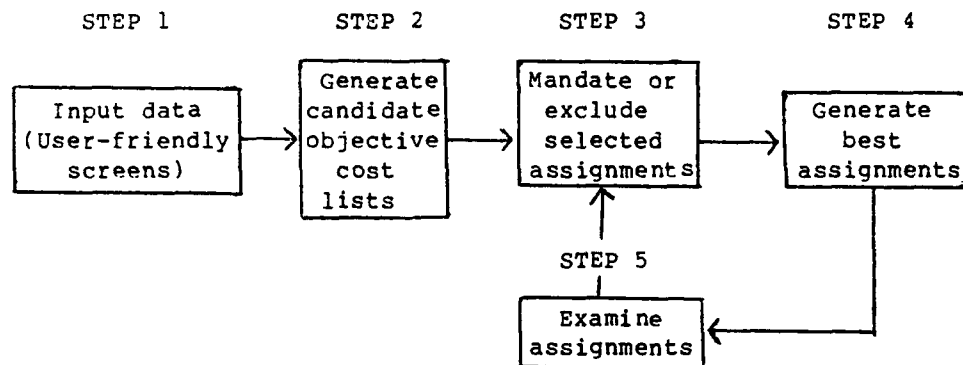 STEP 1
STEP 2
STEP 3
STEP 4
Input data
(User-friendly
screens)
Generate
candidate
objective
cost
lists
Mandate or
exclude
selected
assignments
Generate
best
assignments
STEP 5
Examine
assignments